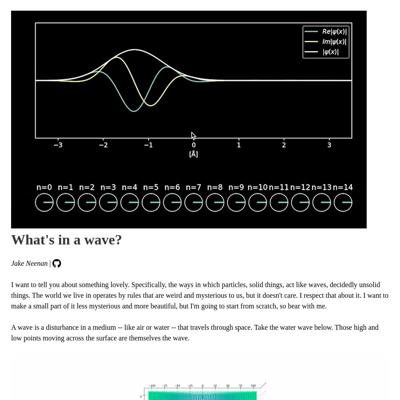 Re|ψ(x)|
Im|ψ(x)|
|ψ(x)|
−3 −2 −1 0 1 2 3
[Å]
n=0 n=1 n=2 n=3 n=4 n=5 n=6 n=7 n=8 n=9 n=10 n=11 n=12 n=13 n=14
What's in a wave?
Jake Neenan |
I want to tell you about something lovely. Specifically, the ways in which particles, solid things, act like waves, decidedly unsolid
things. The world we live in operates by rules that are weird and mysterious to us, but it doesn't care. I respect that about it. I want to
make a small part of it less mysterious and more beautiful, but I'm going to start from scratch, so bear with me.
A wave is a disturbance in a medium -- like air or water -- that travels through space. Take the water wave below. Those high and
low points moving across the surface are themselves the wave.